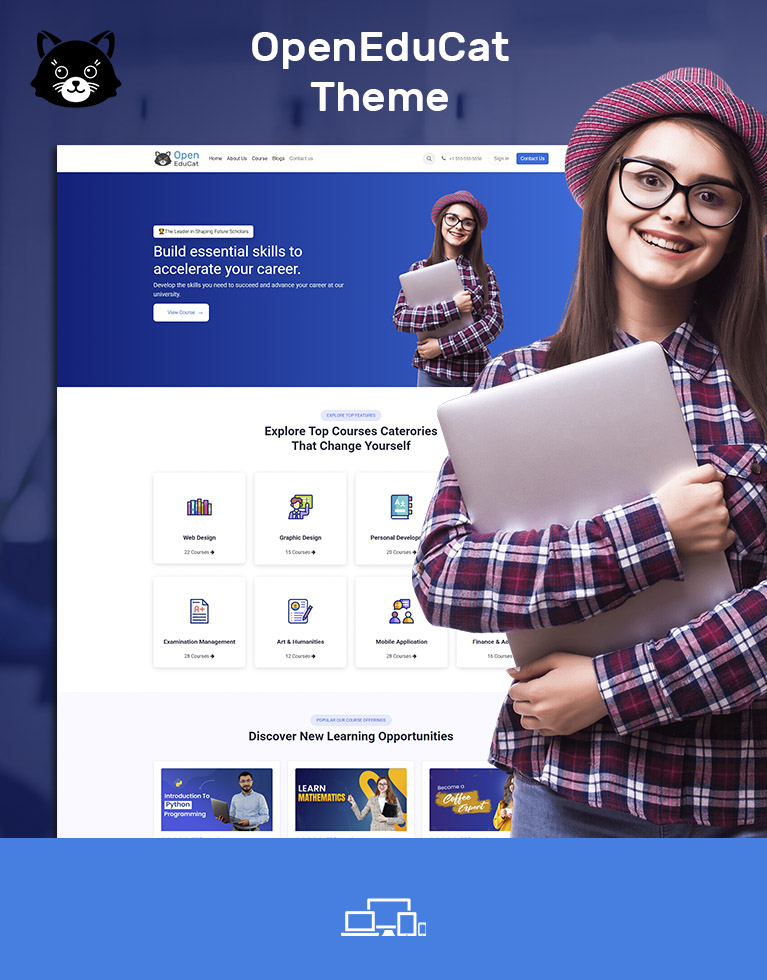 OpenEduCat
Theme
Open
EduCat
Home About Us Course Blogs Contact us
+1 555-555-5556 Sign in Contact Us
The Leader in Shaping Future Scholars
Build essential skills to
accelerate your career.
Develop the skills you need to succeed and advance your career at our
university.
View Course →
EXPLORE TOP FEATURES
Explore Top Courses Caterories
That Change Yourself
Web Design
22 Courses
Graphic Design
15 Courses
Personal Develop
20 Courses
A+
Examination Management
28 Courses
Art & Humanities
12 Courses
Mobile Application
28 Courses
Finance & Ac
16 Cours
POPULAR OUR COURSE OFFERINGS
Discover New Learning Opportunities
Introduction To
Python
Programming
LEARN
MATHEMATICS
Become a
Coffee
Expert